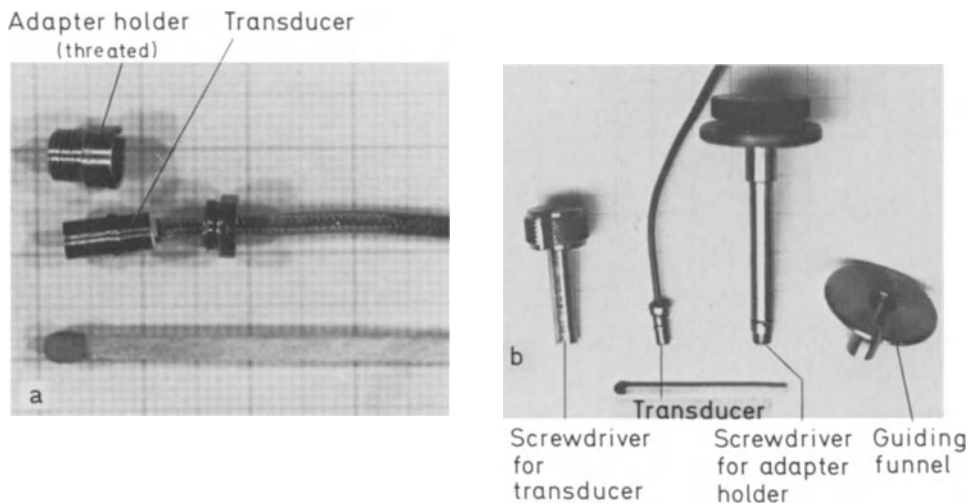 Adapter holder Transducer
(threated)
a
b
Transducer
Screwdriver for transducer
Screwdriver for adapter holder
Guiding funnel